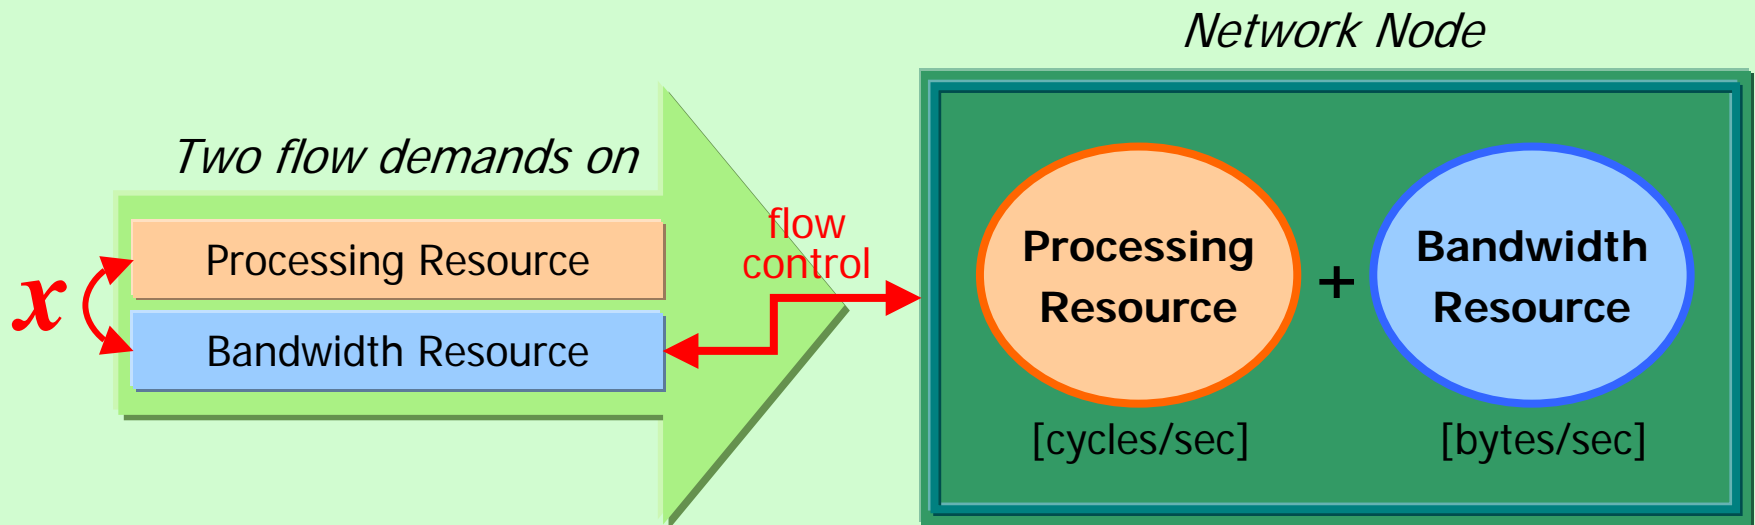 Network Node
Two flow demands on
Processing Resource
Bandwidth Resource
x
flow
control
Processing
Resource
+
Bandwidth
Resource
[cycles/sec]
[bytes/sec]